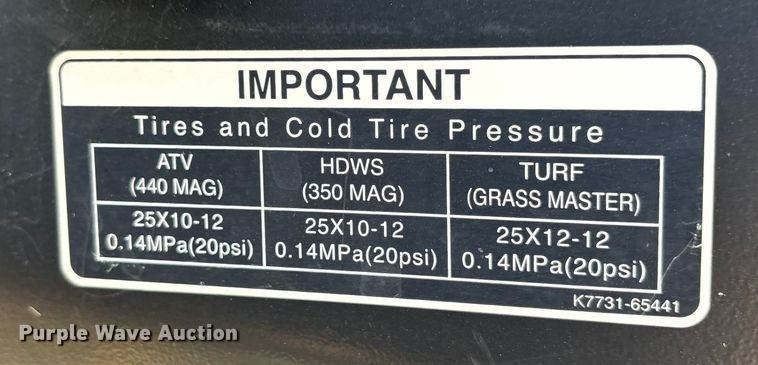 IMPORTANT
Tires and Cold Tire Pressure
ATV
(440 MAG)
HDWS
(350 MAG)
TURF
(GRASS MASTER)
25X10-12
0.14MPa(20psi)
25X10-12
0.14MPa(20psi)
25X12-12
0.14MPa(20psi)
K7731-65441
Purple Wave Auction